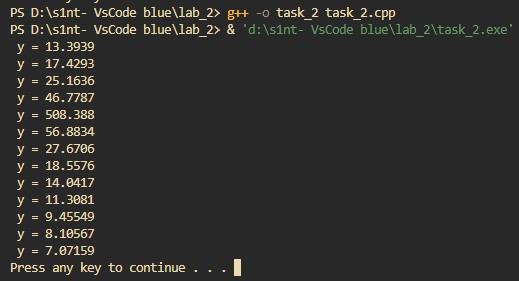 PS D:\s1nt- VsCode blue\lab_2> g++ -o task_2 task_2.cpp
PS D:\s1nt- VsCode blue\lab_2> & 'd:\s1nt- VsCode blue\lab_2\task_2.exe'
y = 13.3939
y = 17.4293
y = 25.1636
y = 46.7787
y = 508.388
y = 56.8834
y = 27.6706
y = 18.5576
y = 14.0417
y = 11.3081
y = 9.45549
y = 8.10567
y = 7.07159
Press any key to continue . . .